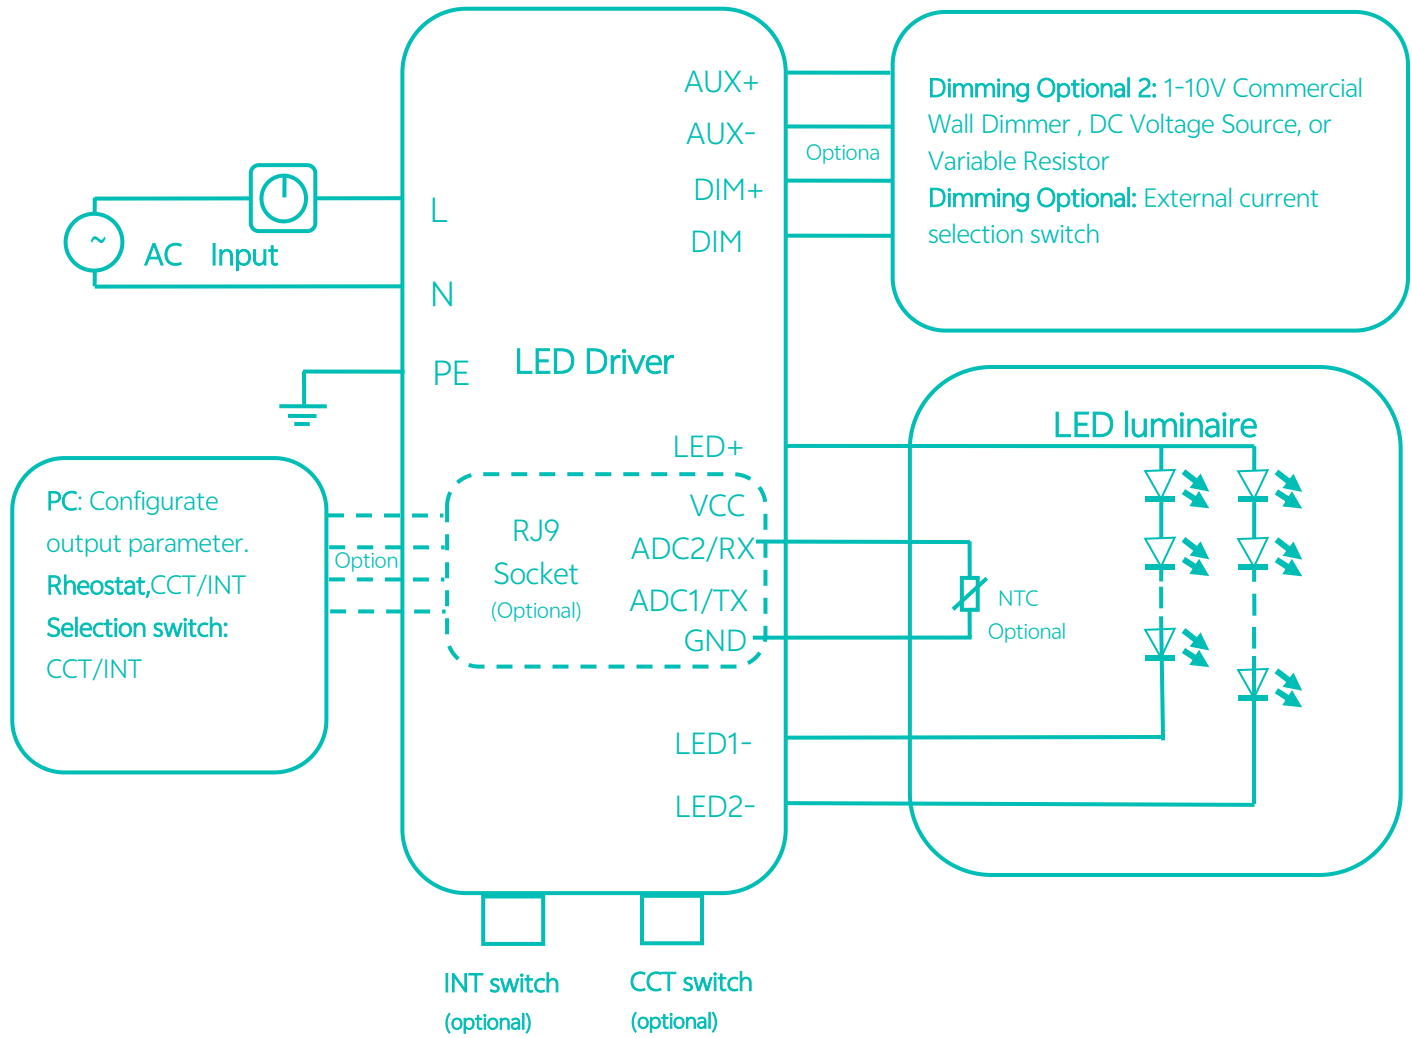 AUX+
AUX-
Optiona
DIM+
DIM
Dimming Optional 2: 1-10V Commercial
Wall Dimmer , DC Voltage Source, or
Variable Resistor
Dimming Optional: External current
selection switch
~
AC Input
L
N
PE
LED Driver
LED luminaire
LED+
PC: Configurate
output parameter.
Rheostat,CCT/INT
Selection switch:
CCT/INT
Option
RJ9
Socket
(Optional)
VCC
ADC2/RX
ADC1/TX
GND
NTC
Optional
LED1-
LED2-
INT switch
(optional)
CCT switch
(optional)